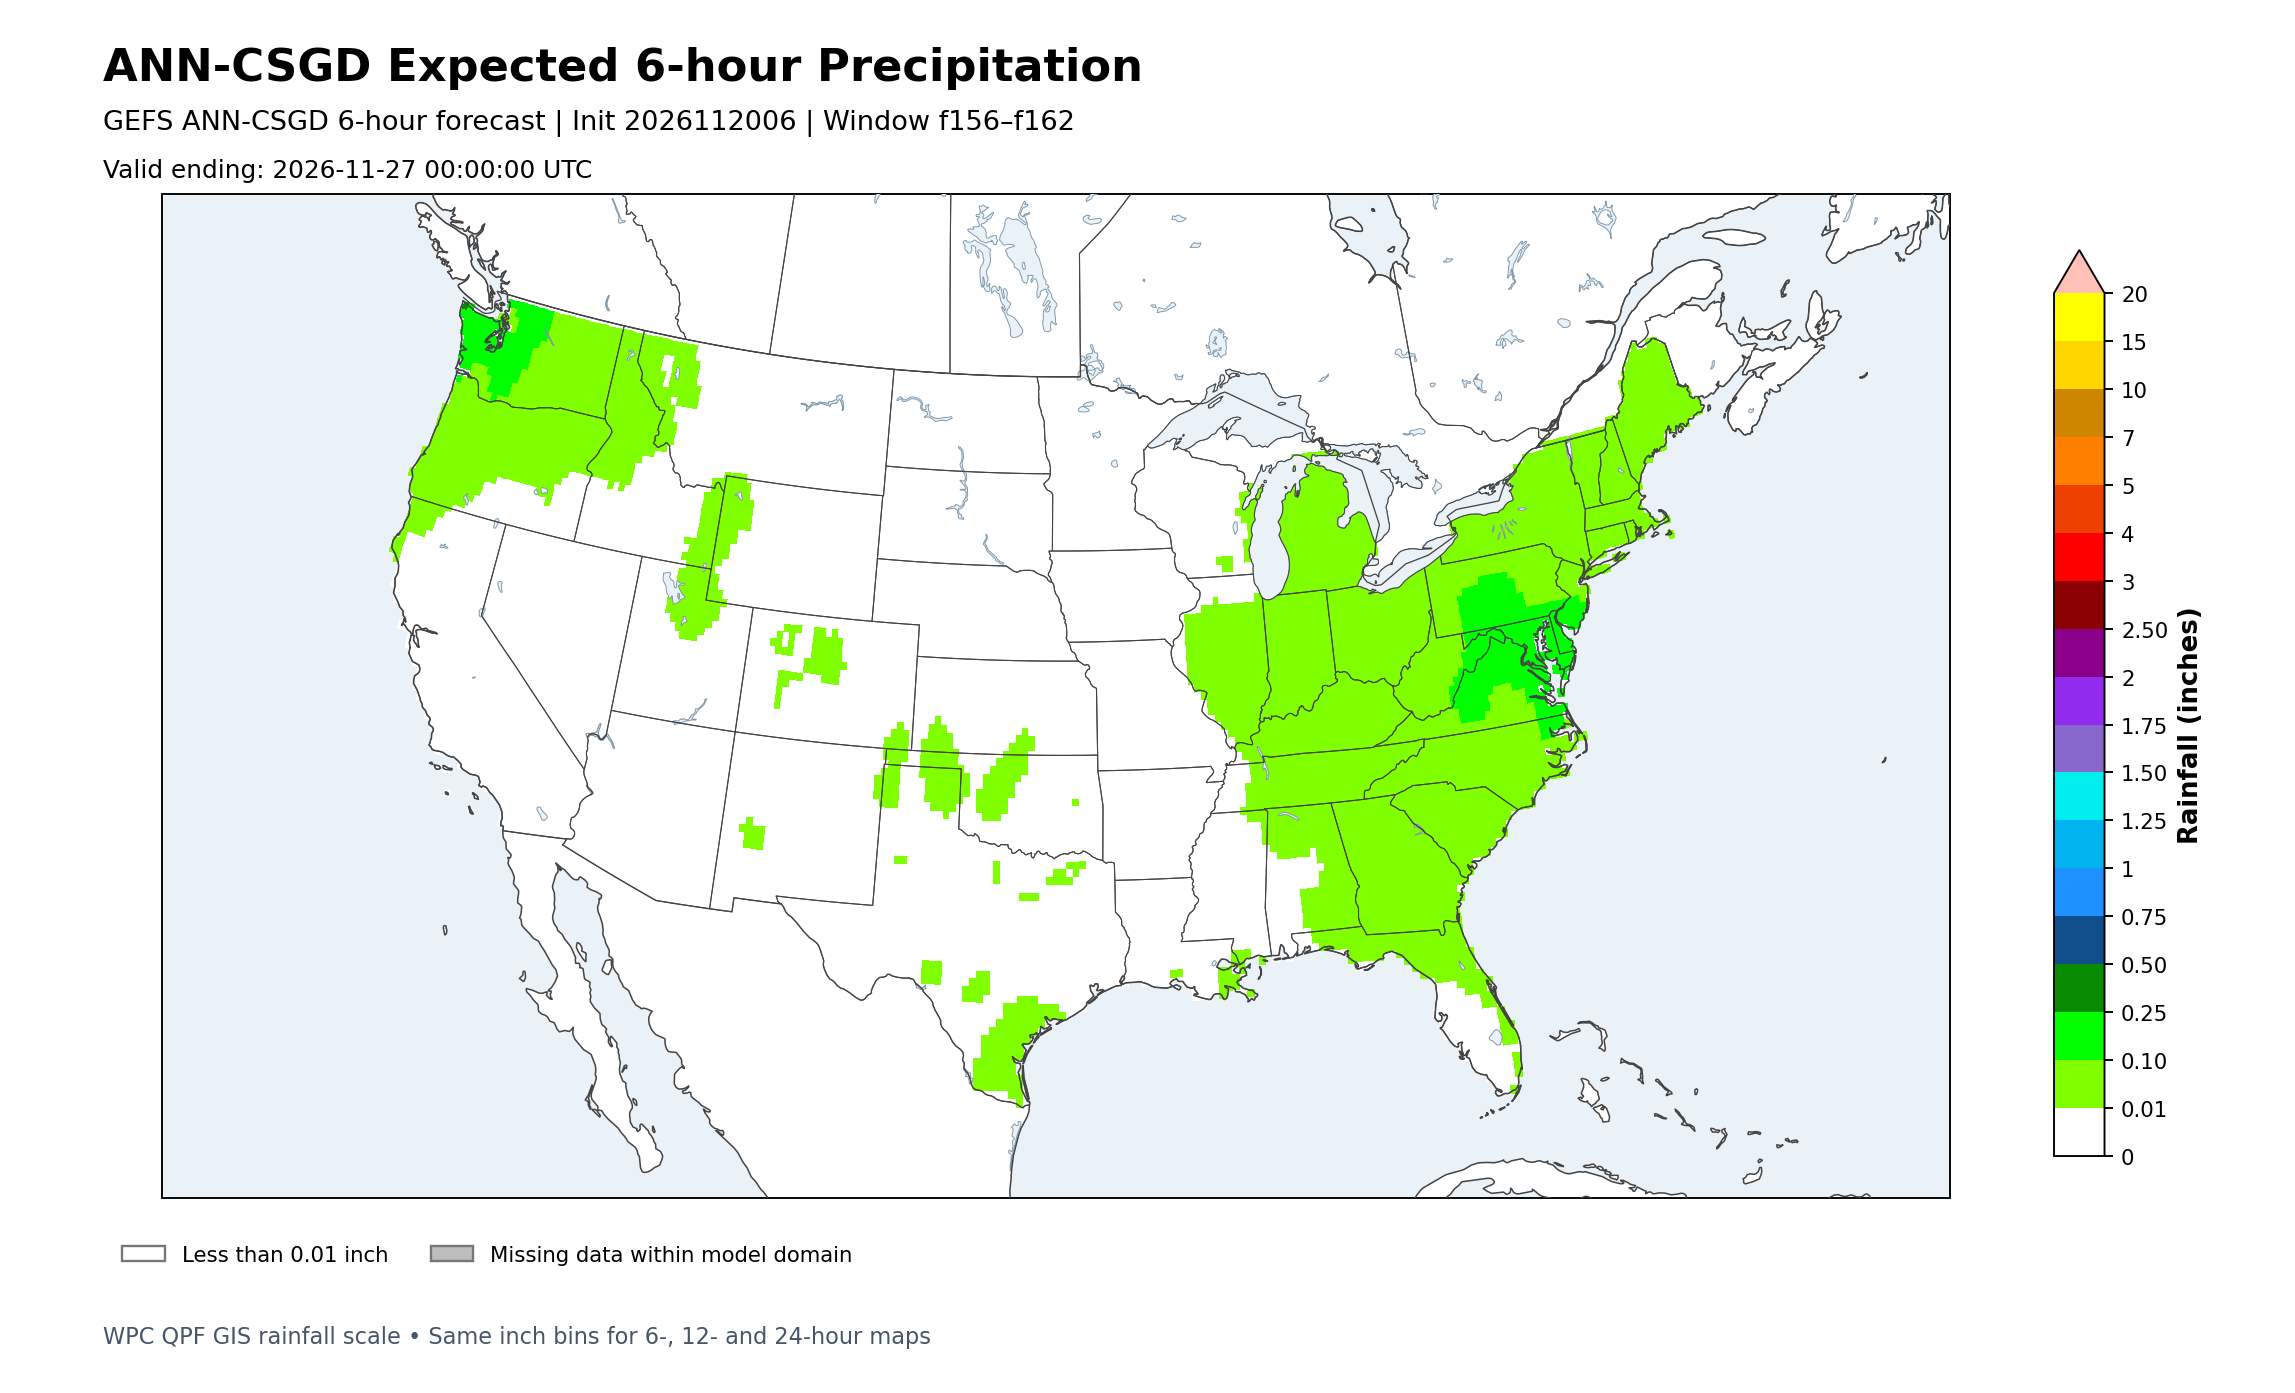 ANN-CSGD Expected 6-hour Precipitation
GEFS ANN-CSGD 6-hour forecast | Init 2026112006 | Window f156–f162
Valid ending: 2026-11-27 00:00:00 UTC
20
15
10
7
5
4
3
2.50
2
1.75
1.50
1.25
1
0.75
0.50
0.25
0.10
0.01
0
Rainfall (inches)
Less than 0.01 inch
Missing data within model domain
WPC QPF GIS rainfall scale • Same inch bins for 6-, 12- and 24-hour maps